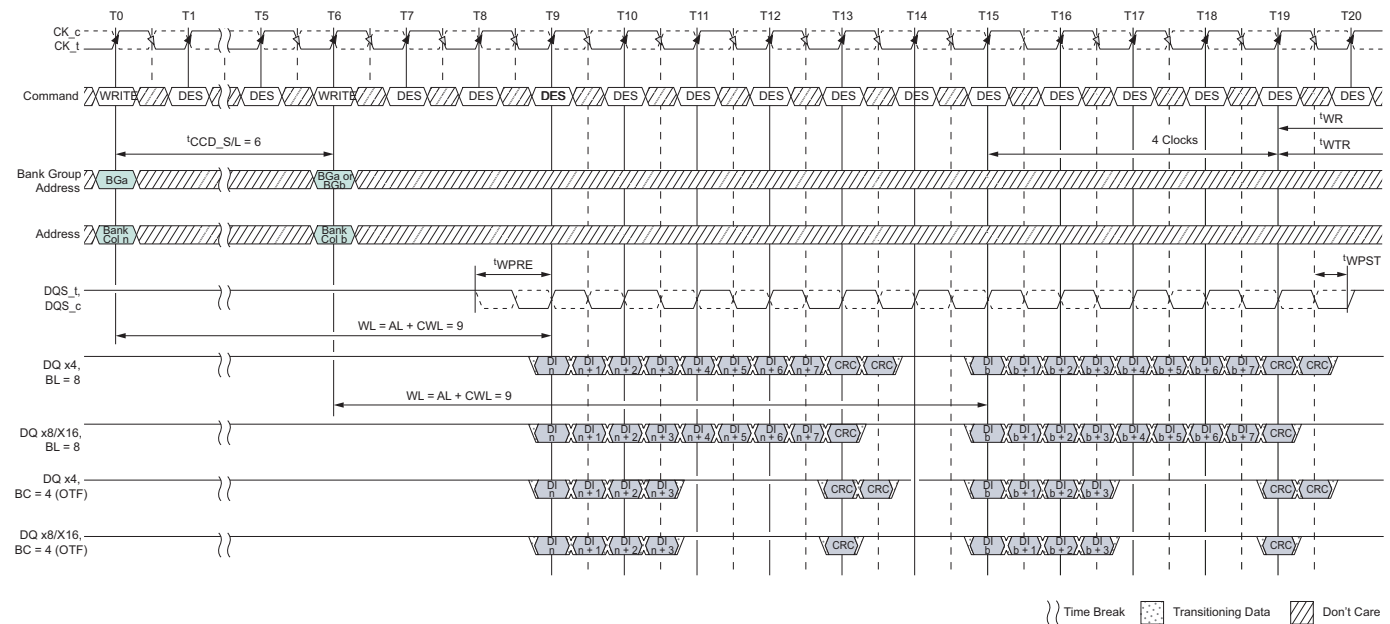 T0 T1 T5 T6 T7 T8 T9 T10 T11 T12 T13 T14 T15 T16 T17 T18 T19 T20
CK_c
CK_t
Command WRITE DES DES WRITE DES DES DES DES DES DES DES DES DES DES DES DES DES DES
tWR
tCCD_S/L = 6 4 Clocks tWTR
Bank Group
Address
BGa BGa or
BGb
Address Bank
Col n
Bank
Col b
tWPRE tWPST
DQS_t,
DQS_c
WL = AL + CWL = 9
DQ x4,
BL = 8
DI
n
DI
n + 1
DI
n + 2
DI
n + 3
DI
n + 4
DI
n + 5
DI
n + 6
DI
n + 7
CRC CRC
DI
b
DI
b + 1
DI
b + 2
DI
b + 3
DI
b + 4
DI
b + 5
DI
b + 6
DI
b + 7
CRC CRC
WL = AL + CWL = 9
DQ x8/X16,
BL = 8
DI
n
DI
n + 1
DI
n + 2
DI
n + 3
DI
n + 4
DI
n + 5
DI
n + 6
DI
n + 7
CRC
DI
b
DI
b + 1
DI
b + 2
DI
b + 3
DI
b + 4
DI
b + 5
DI
b + 6
DI
b + 7
CRC
DQ x4,
BC = 4 (OTF)
DI
n
DI
n + 1
DI
n + 2
DI
n + 3
CRC CRC
DI
b
DI
b + 1
DI
b + 2
DI
b + 3
CRC CRC
DQ x8/X16,
BC = 4 (OTF)
DI
n
DI
n + 1
DI
n + 2
DI
n + 3
CRC
DI
b
DI
b + 1
DI
b + 2
DI
b + 3
CRC
Time Break Transitioning Data Don't Care